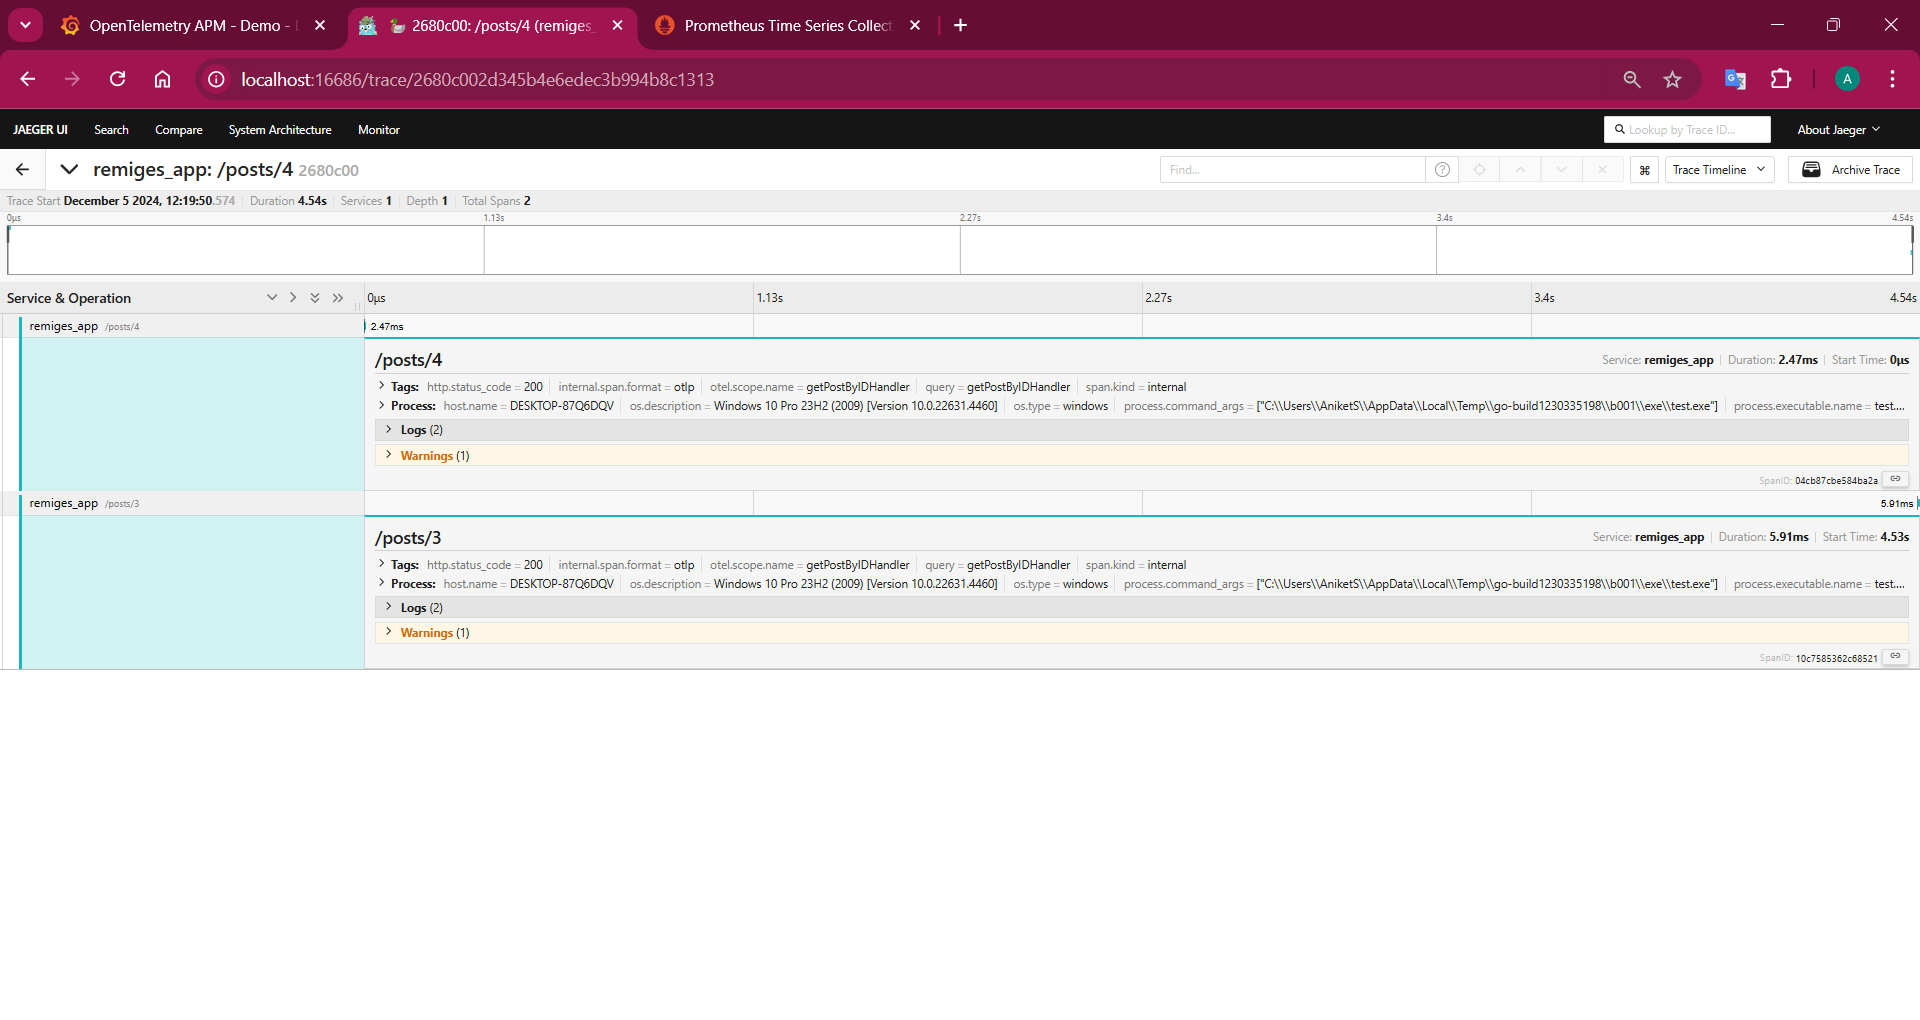 OpenTelemetry APM - Demo -
2680c00: /posts/4 (remiges_
Prometheus Time Series Collect
localhost:16686/trace/2680c002d345b4e6edec3b994b8c1313
A
JAEGER UI Search Compare System Architecture Monitor Lookup by Trace ID... About Jaeger
remiges_app: /posts/4 2680c00 Find... Trace Timeline Archive Trace
Trace Start December 5 2024, 12:19:50.574 Duration 4.54s Services 1 Depth 1 Total Spans 2
0μs 1.13s 2.27s 3.4s 4.54s
Service & Operation 0μs 1.13s 2.27s 3.4s 4.54s
remiges_app /posts/4 2.47ms
/posts/4 Service: remiges_app Duration: 2.47ms Start Time: 0μs
Tags: http.status_code = 200 internal.span.format = otlp otel.scope.name = getPostByIDHandler query = getPostByIDHandler span.kind = internal
Process: host.name = DESKTOP-87Q6DQV os.description = Windows 10 Pro 23H2 (2009) [Version 10.0.22631.4460] os.type = windows process.command_args = ["C:\\Users\\AniketS\\AppData\\Local\\Temp\\go-build1230335198\\b001\\exe\\test.exe"] process.executable.name = test....
Logs (2)
Warnings (1)
SpanID: 04cb87cbe584ba2a
remiges_app /posts/3 5.91ms
/posts/3 Service: remiges_app Duration: 5.91ms Start Time: 4.53s
Tags: http.status_code = 200 internal.span.format = otlp otel.scope.name = getPostByIDHandler query = getPostByIDHandler span.kind = internal
Process: host.name = DESKTOP-87Q6DQV os.description = Windows 10 Pro 23H2 (2009) [Version 10.0.22631.4460] os.type = windows process.command_args = ["C:\\Users\\AniketS\\AppData\\Local\\Temp\\go-build1230335198\\b001\\exe\\test.exe"] process.executable.name = test....
Logs (2)
Warnings (1)
SpanID: 10c7585362c68521